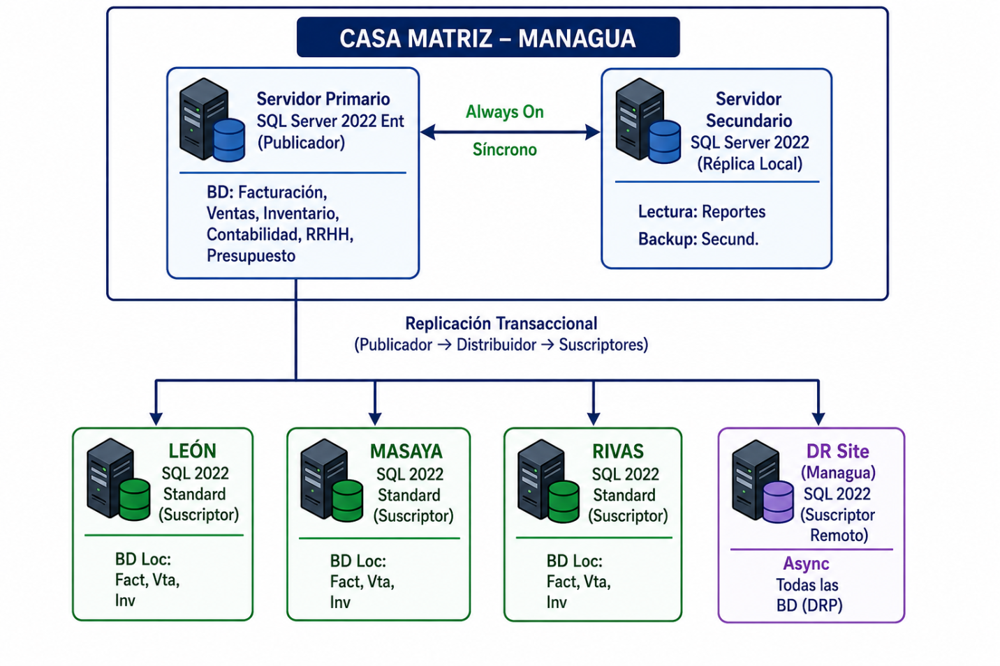 CASA MATRIZ – MANAGUA
Servidor Primario
SQL Server 2022 Ent
(Publicador)
BD: Facturación,
Ventas, Inventario,
Contabilidad, RRHH,
Presupuesto
Always On
Síncrono
Servidor
Secundario
SQL Server 2022
(Réplica Local)
Lectura: Reportes
Backup: Secund.
Replicación Transaccional
(Publicador → Distribuidor → Suscriptores)
LEÓN
SQL 2022
Standard
(Suscriptor)
BD Loc:
Fact, Vta,
Inv
MASAYA
SQL 2022
Standard
(Suscriptor)
BD Loc:
Fact, Vta,
Inv
RIVAS
SQL 2022
Standard
(Suscriptor)
BD Loc:
Fact, Vta,
Inv
DR Site
(Managua)
SQL 2022
(Suscriptor
Remoto)
Async
Todas las
BD (DRP)